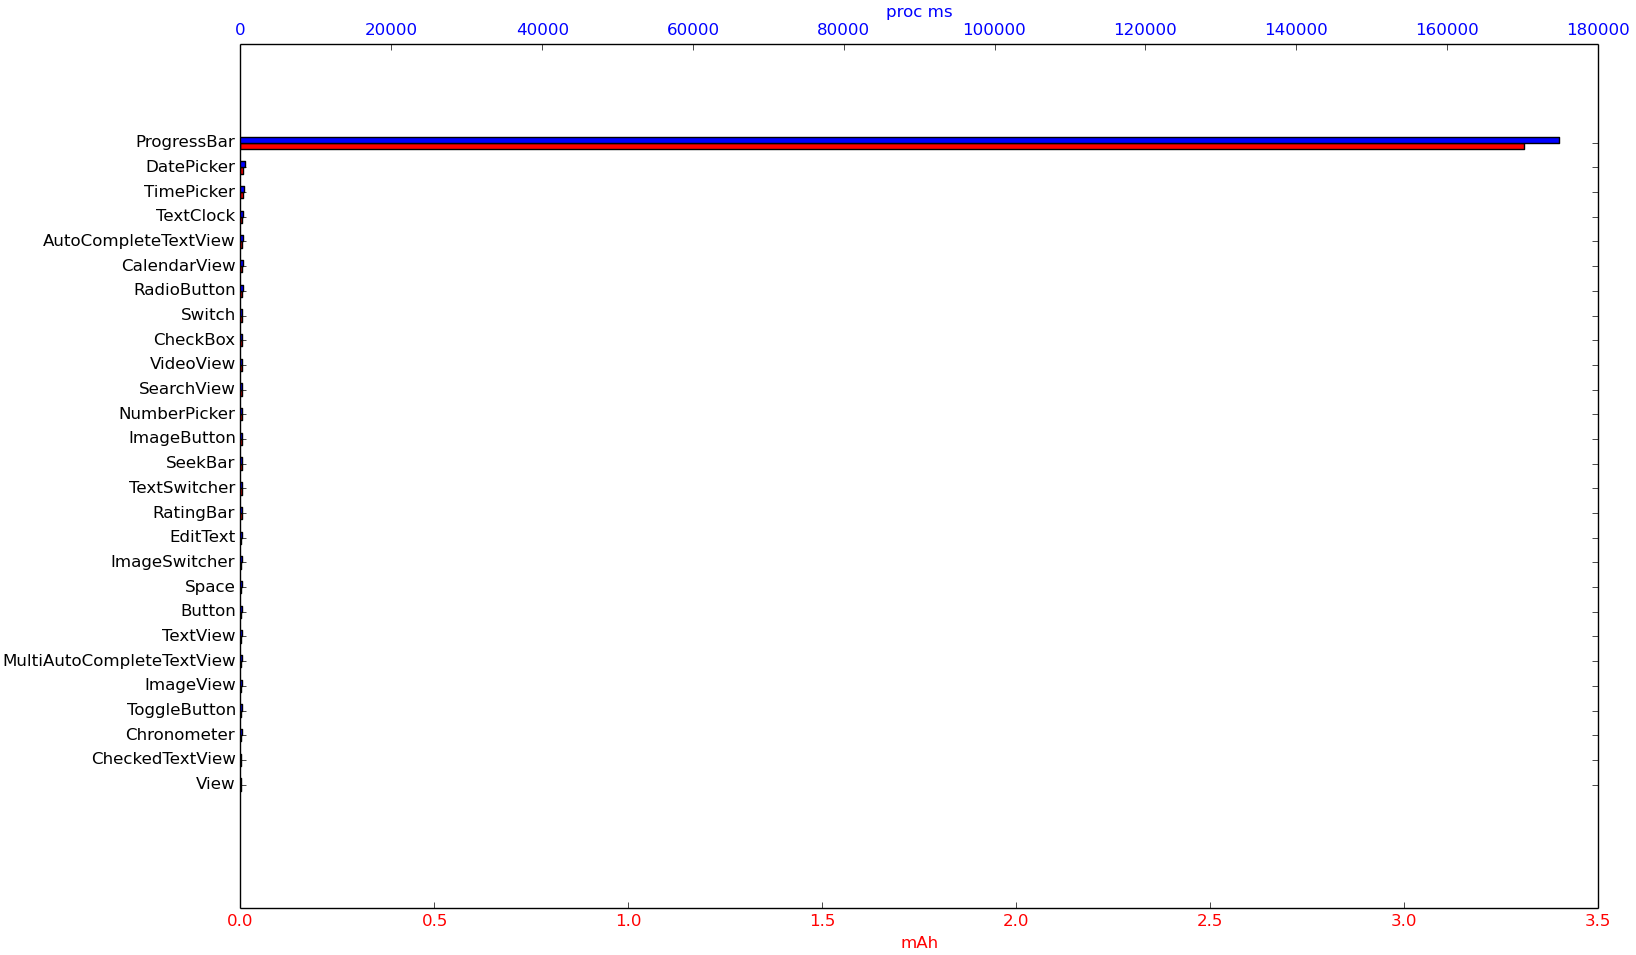 proc ms
0 20000 40000 60000 80000 100000 120000 140000 160000 180000
ProgressBar
DatePicker
TimePicker
TextClock
AutoCompleteTextView
CalendarView
RadioButton
Switch
CheckBox
VideoView
SearchView
NumberPicker
ImageButton
SeekBar
TextSwitcher
RatingBar
EditText
ImageSwitcher
Space
Button
TextView
MultiAutoCompleteTextView
ImageView
ToggleButton
Chronometer
CheckedTextView
View
0.0 0.5 1.0 1.5 2.0 2.5 3.0 3.5
mAh